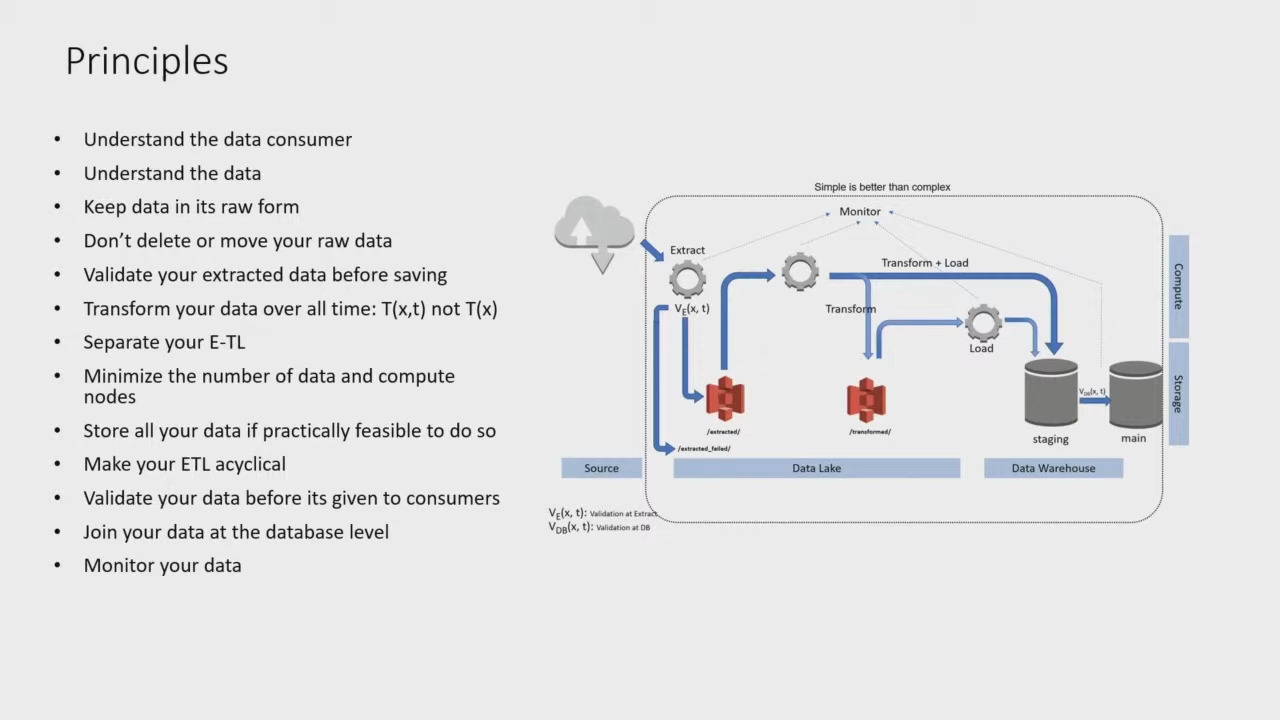 Principles
• Understand the data consumer
• Understand the data
• Keep data in its raw form
• Don't delete or move your raw data
• Validate your extracted data before saving
• Transform your data over all time: T(x,t) not T(x)
• Separate your E-TL
• Minimize the number of data and compute
nodes
• Store all your data if practically feasible to do so
• Make your ETL acyclical
• Validate your data before its given to consumers
• Join your data at the database level
• Monitor your data
Simple is better than complex
Monitor
Extract
Transform + Load
VE(x, t)
Transform
Load
Compute
Storage
VDB(x, t)
/extracted/
/transformed/
/extracted_failed/
staging
main
Source
Data Lake
Data Warehouse
VE(x, t): Validation at Extract
VDB(x, t): Validation at DB